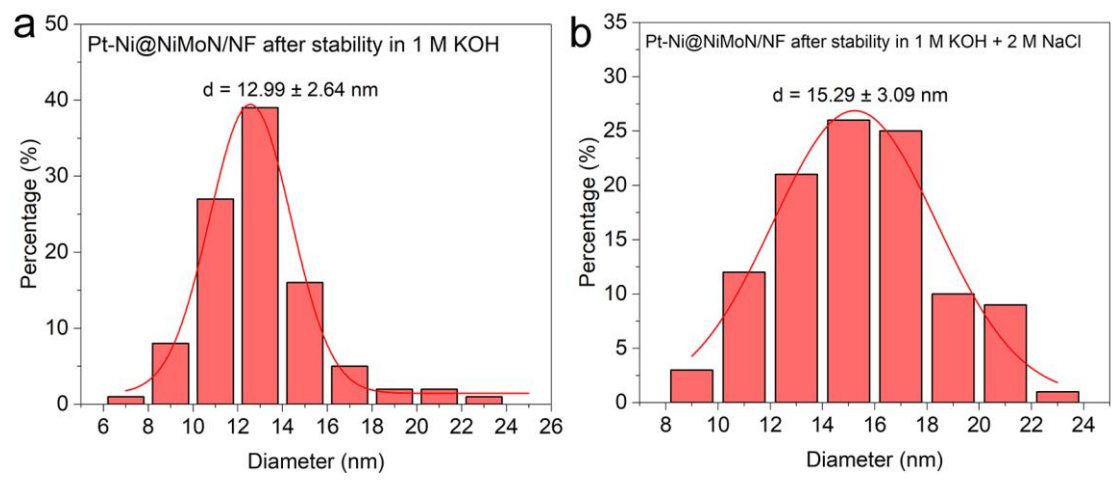 a
Pt-Ni@NiMoN/NF after stability in 1 M KOH
d = 12.99 ± 2.64 nm
Percentage (%)
50
40
30
20
10
0
6 8 10 12 14 16 18 20 22 24 26
Diameter (nm)
b
Pt-Ni@NiMoN/NF after stability in 1 M KOH + 2 M NaCl
d = 15.29 ± 3.09 nm
Percentage (%)
35
30
25
20
15
10
5
0
8 10 12 14 16 18 20 22 24
Diameter (nm)